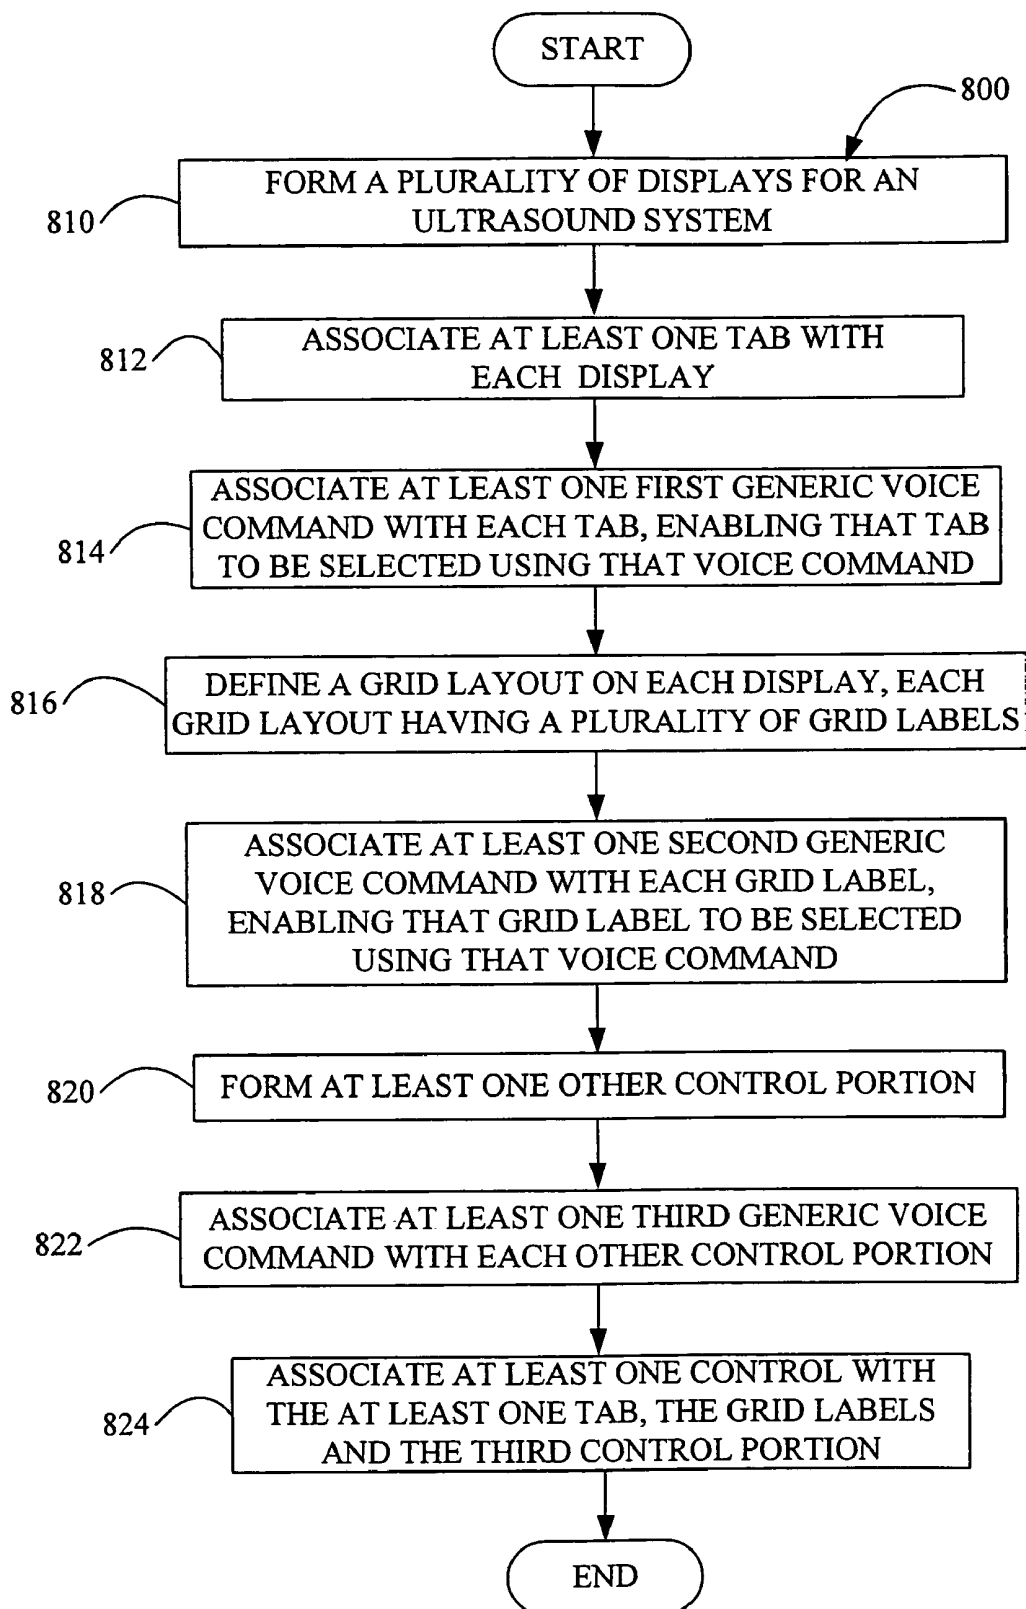 START
800
810
FORM A PLURALITY OF DISPLAYS FOR AN
ULTRASOUND SYSTEM
812
ASSOCIATE AT LEAST ONE TAB WITH
EACH DISPLAY
814
ASSOCIATE AT LEAST ONE FIRST GENERIC VOICE
COMMAND WITH EACH TAB, ENABLING THAT TAB
TO BE SELECTED USING THAT VOICE COMMAND
816
DEFINE A GRID LAYOUT ON EACH DISPLAY, EACH
GRID LAYOUT HAVING A PLURALITY OF GRID LABELS
818
ASSOCIATE AT LEAST ONE SECOND GENERIC
VOICE COMMAND WITH EACH GRID LABEL,
ENABLING THAT GRID LABEL TO BE SELECTED
USING THAT VOICE COMMAND
820
FORM AT LEAST ONE OTHER CONTROL PORTION
822
ASSOCIATE AT LEAST ONE THIRD GENERIC VOICE
COMMAND WITH EACH OTHER CONTROL PORTION
824
ASSOCIATE AT LEAST ONE CONTROL WITH
THE AT LEAST ONE TAB, THE GRID LABELS
AND THE THIRD CONTROL PORTION
END